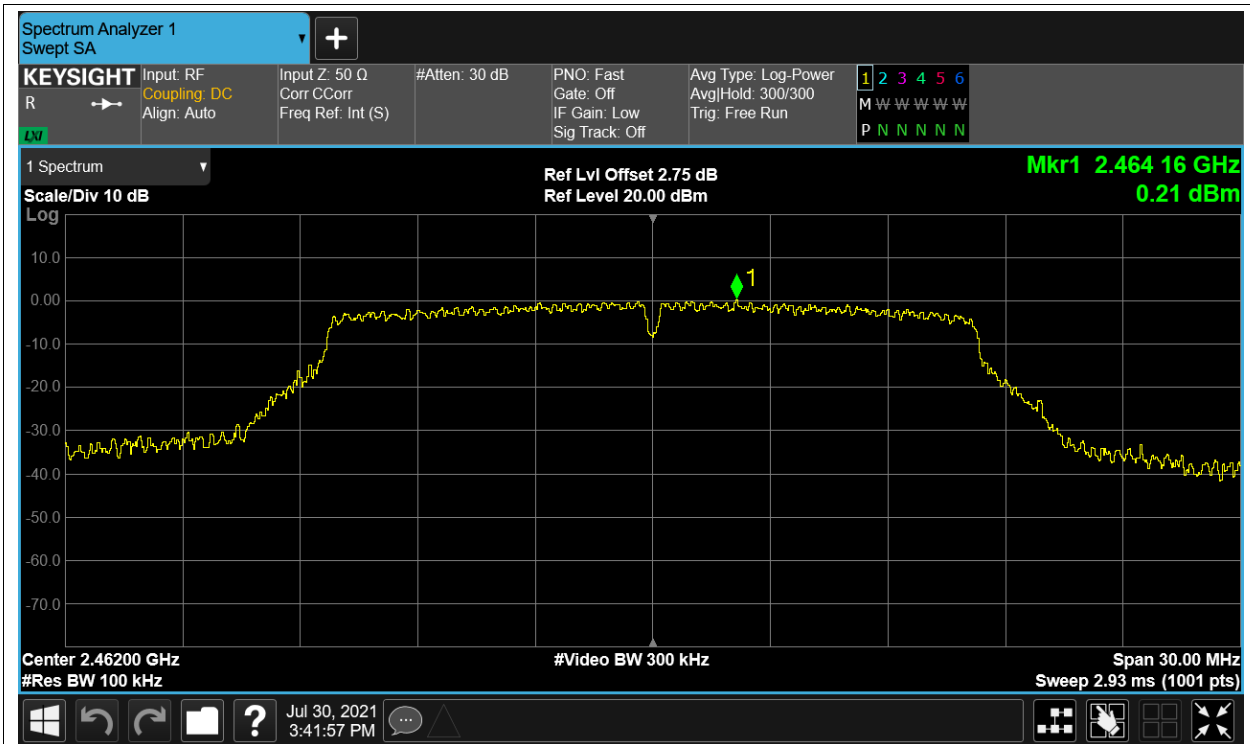 Spectrum Analyzer 1
Swept SA
KEYSIGHT
R
LXI
Input: RF
Coupling: DC
Align: Auto
Input Z: 50 Ω
Corr CCorr
Freq Ref: Int (S)
#Atten: 30 dB
PNO: Fast
Gate: Off
IF Gain: Low
Sig Track: Off
Avg Type: Log-Power
Avg|Hold: 300/300
Trig: Free Run
1 2 3 4 5 6
M W W W W W
P N N N N N
1 Spectrum
Scale/Div 10 dB
Log
Ref Lvl Offset 2.75 dB
Ref Level 20.00 dBm
Mkr1 2.464 16 GHz
0.21 dBm
10.0
0.00
-10.0
-20.0
-30.0
-40.0
-50.0
-60.0
-70.0
1
Center 2.46200 GHz
#Res BW 100 kHz
#Video BW 300 kHz
Span 30.00 MHz
Sweep 2.93 ms (1001 pts)
?
Jul 30, 2021
3:41:57 PM